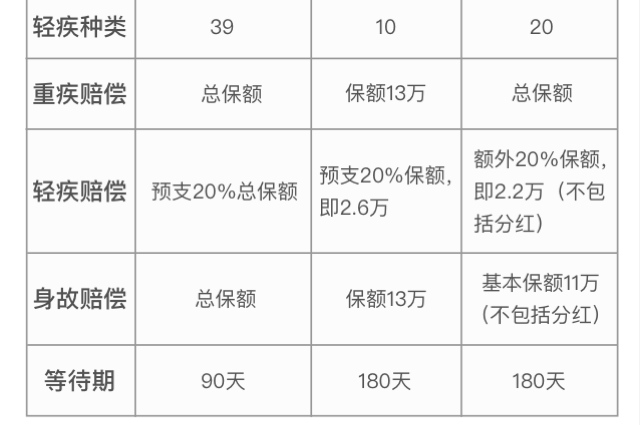 轻疾种类 39 10 20
重疾赔偿 总保额 保额13万 总保额
轻疾赔偿 预支20%总保额 预支20%保额，
即2.6万 额外20%保额，
即2.2万（不包
括分红）
身故赔偿 总保额 保额13万 基本保额11万
（不包括分红）
等待期 90天 180天 180天